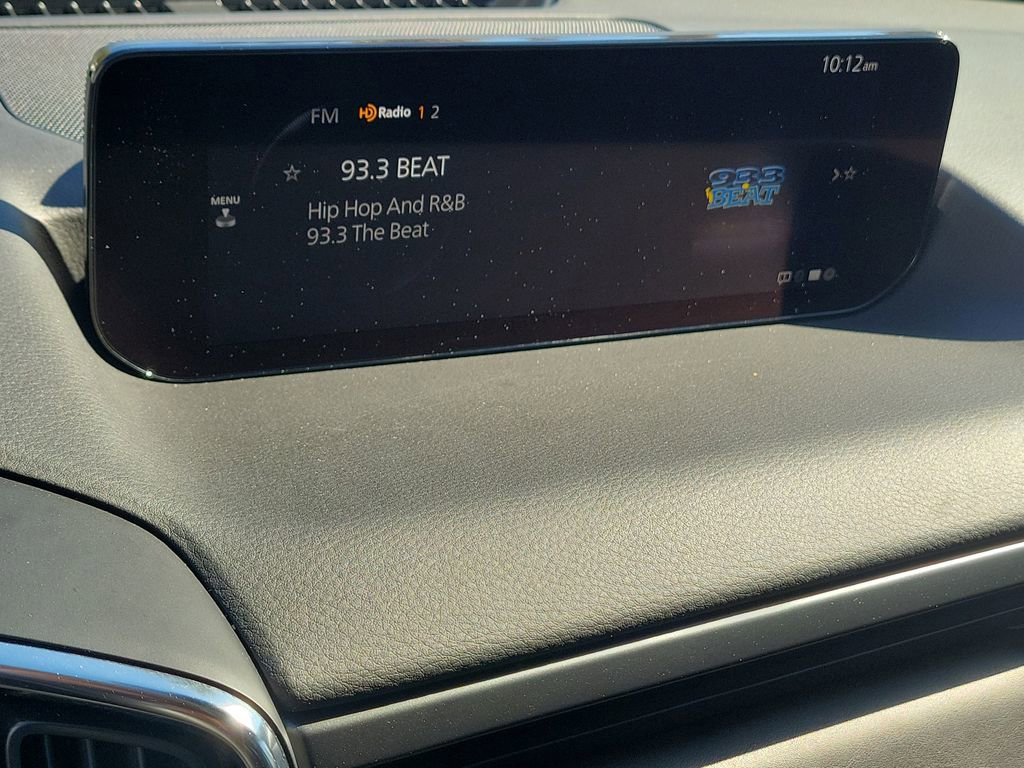 10:12am
FM HD Radio 1 2
93.3 BEAT
MENU
Hip Hop And R&B
93.3 The Beat
93.3
BEAT